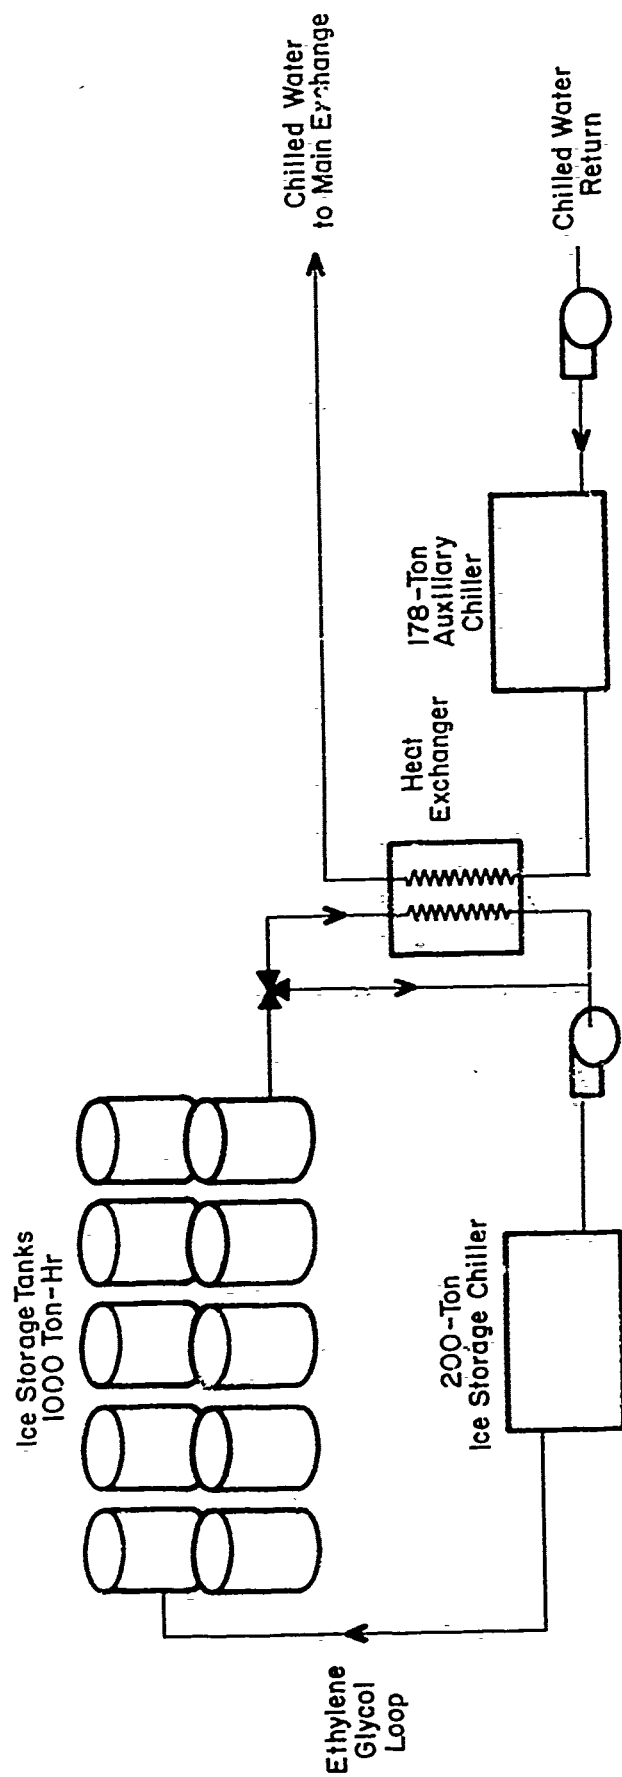 Ice Storage Tanks
1000 Ton-Hr
Chilled Water
to Main Exchange
Heat
Exchanger
178-Ton
Auxillary
Chiller
Chilled Water
Return
200-Ton
Ice Storage Chiller
Ethylene
Glycol
Loop